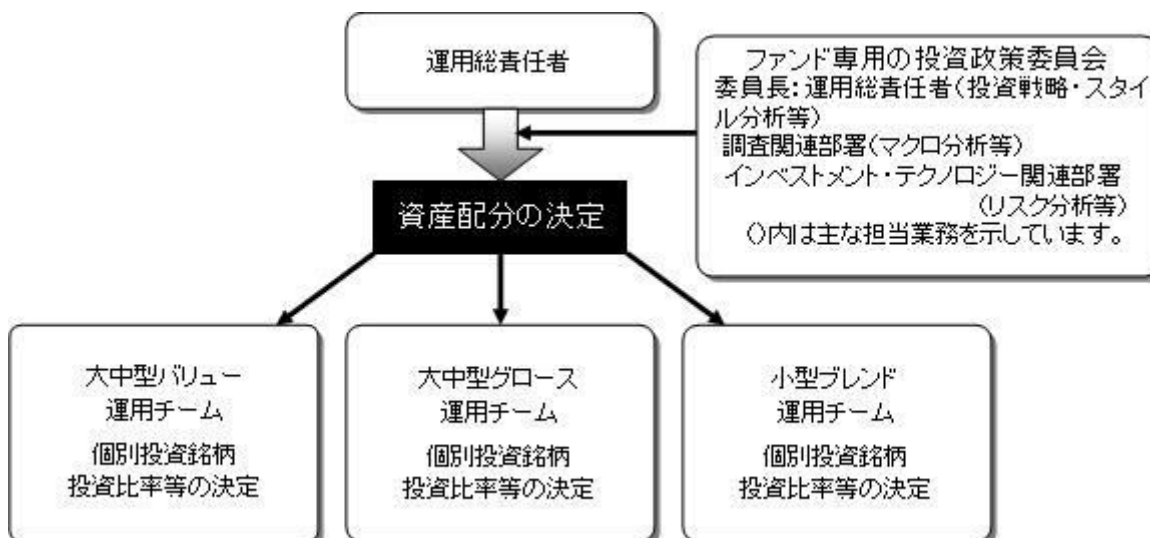 運用総責任者
ファンド専用の投資政策委員会
委員長:運用総責任者(投資戦略・スタイ
ル分析等)
調査関連部署(マクロ分析等)
インベストメント・テクノロジー関連部署
(リスク分析等)
()内は主な担当業務を示しています。
資産配分の決定
大中型バリュー
運用チーム
個別投資銘柄
投資比率等の決定
大中型グロース
運用チーム
個別投資銘柄
投資比率等の決定
小型ブレンド
運用チーム
個別投資銘柄
投資比率等の決定